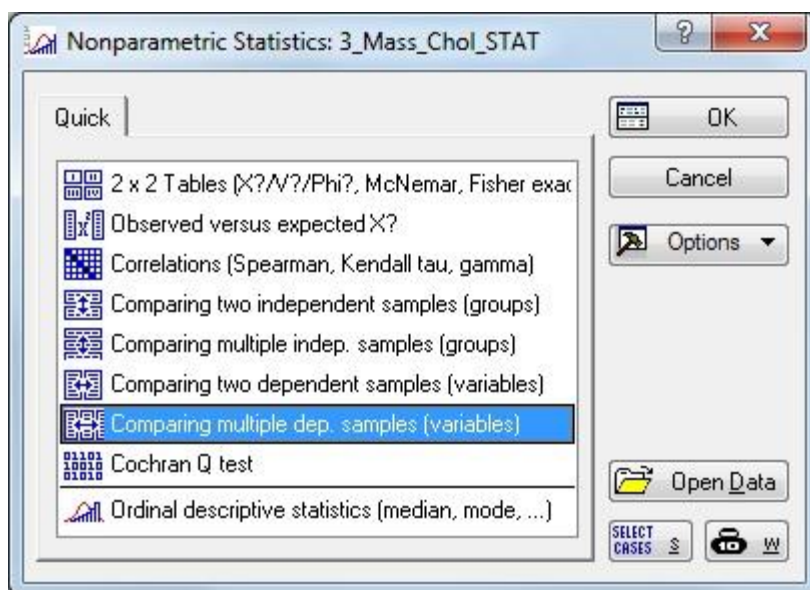 Nonparametric Statistics: 3_Mass_Chol_STAT
Quick
2 x 2 Tables (X?/V?/Phi?, McNemar, Fisher exac
Observed versus expected X?
Correlations (Spearman, Kendall tau, gamma)
Comparing two independent samples (groups)
Comparing multiple indep. samples (groups)
Comparing two dependent samples (variables)
Comparing multiple dep. samples (variables)
Cochran Q test
Ordinal descriptive statistics (median, mode, ...)
OK
Cancel
Options
Open Data
SELECT
CASES S
W